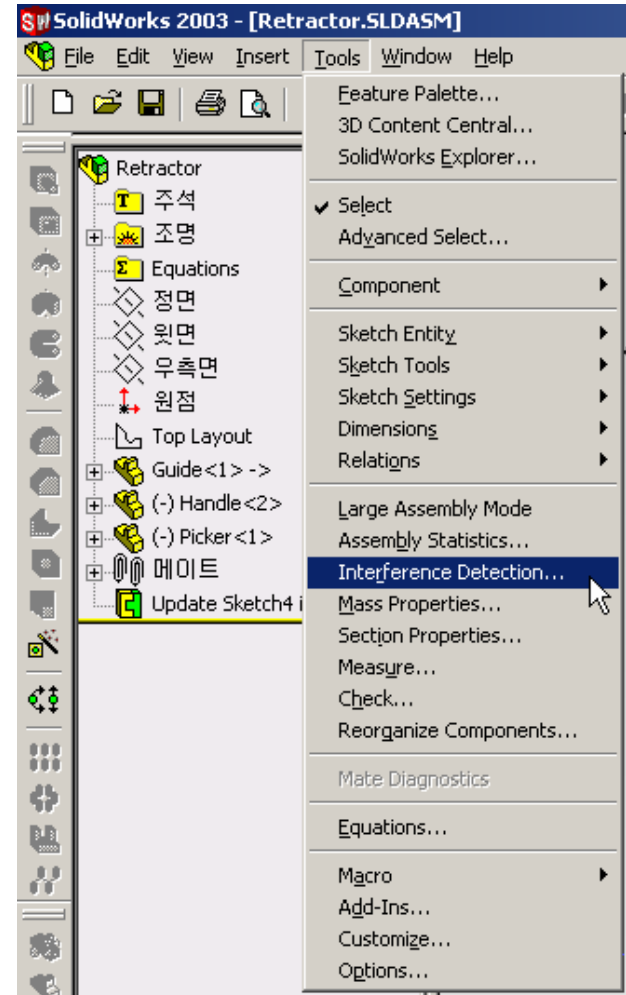 SolidWorks 2003 - [Retractor.SLDASM]
File Edit View Insert Tools Window Help
Retractor
주석
조명
Equations
정면
윗면
우측면
원점
Top Layout
Guide<1> ->
(-) Handle<2>
(-) Picker<1>
메이트
Update Sketch4 i
Feature Palette...
3D Content Central...
SolidWorks Explorer...
Select
Advanced Select...
Component
Sketch Entity
Sketch Tools
Sketch Settings
Dimensions
Relations
Large Assembly Mode
Assembly Statistics...
Interference Detection...
Mass Properties...
Section Properties...
Measure...
Check...
Reorganize Components...
Mate Diagnostics
Equations...
Macro
Add-Ins...
Customize...
Options...